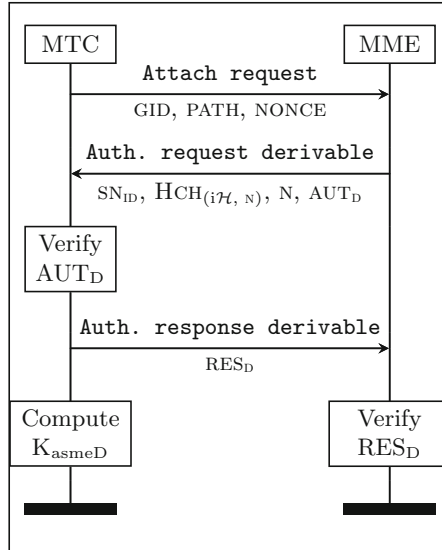 MTC MME
Attach request
GID, PATH, NONCE
Auth. request derivable
SN_ID, HCH_(iℋ, N), N, AUT_D
Verify
AUT_D
Auth. response derivable
RES_D
Compute Verify
K_asmeD RES_D